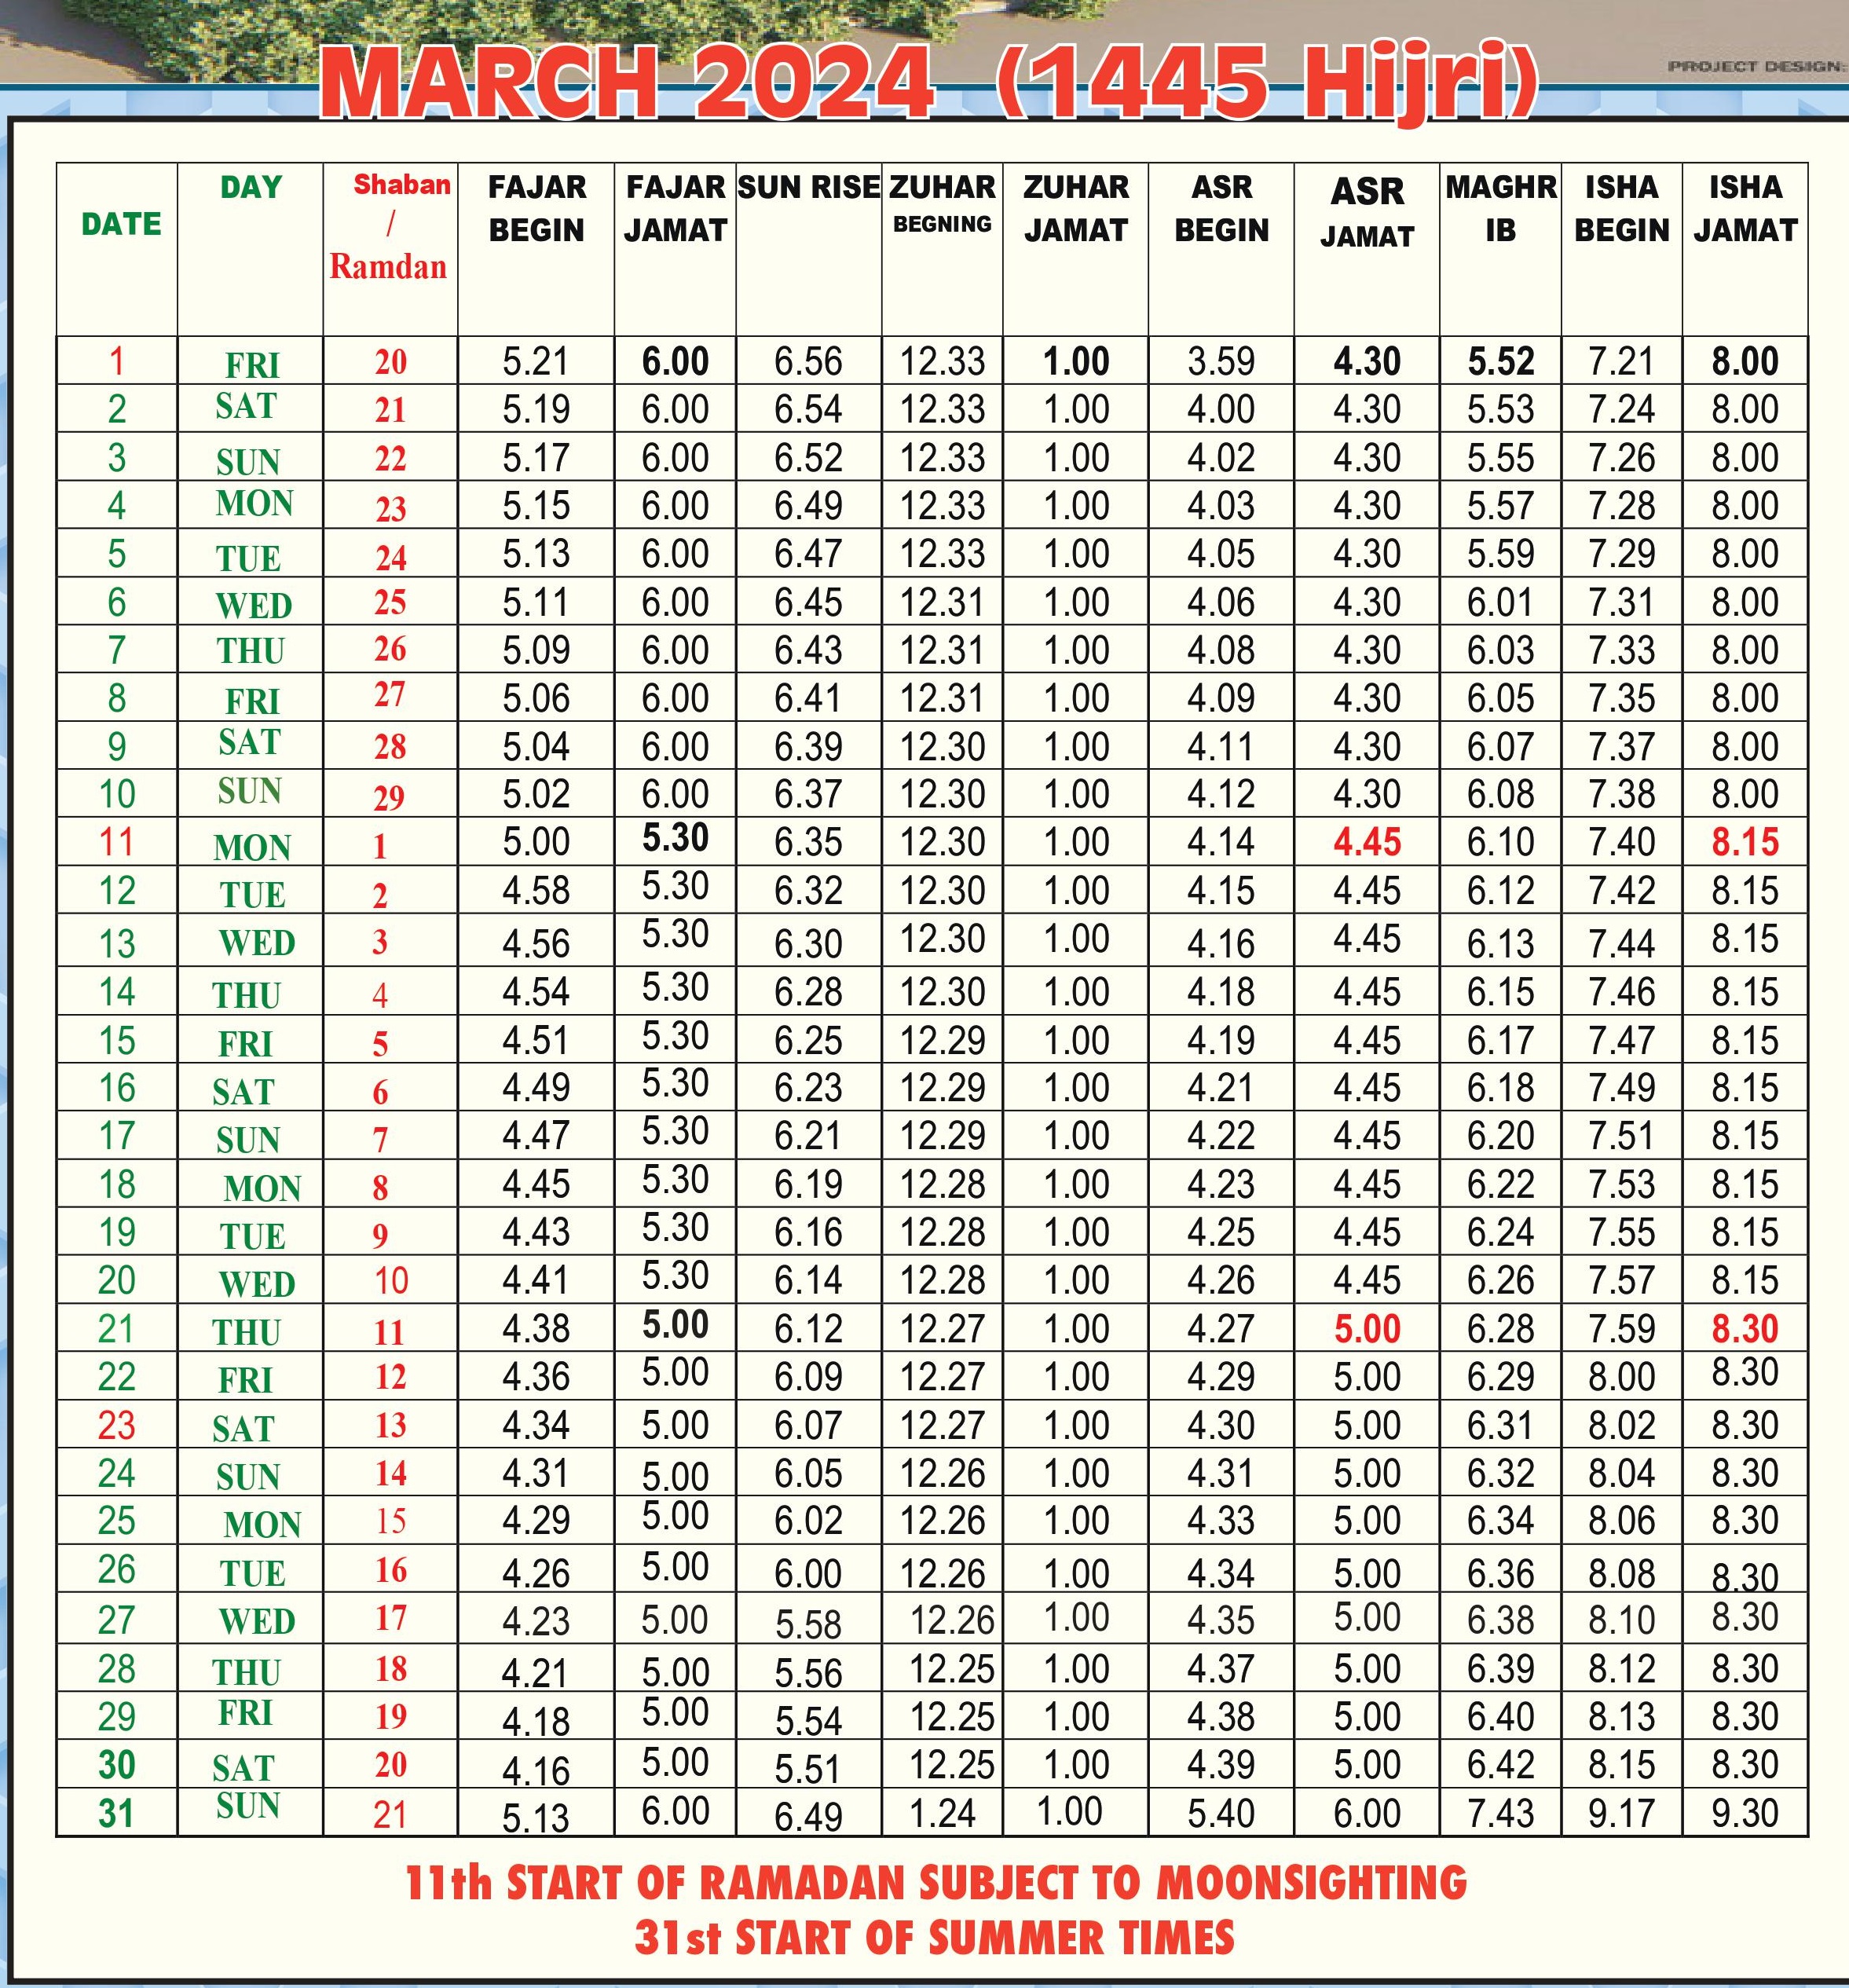 PROJECT DESIGN:
MARCH 2024 (1445 Hijri)
DATE DAY Shaban / Ramdan FAJAR BEGIN FAJAR JAMAT SUN RISE ZUHAR BEGNING ZUHAR JAMAT ASR BEGIN ASR JAMAT MAGHRIB ISHA BEGIN ISHA JAMAT
1 FRI 20 5.21 6.00 6.56 12.33 1.00 3.59 4.30 5.52 7.21 8.00
2 SAT 21 5.19 6.00 6.54 12.33 1.00 4.00 4.30 5.53 7.24 8.00
3 SUN 22 5.17 6.00 6.52 12.33 1.00 4.02 4.30 5.55 7.26 8.00
4 MON 23 5.15 6.00 6.49 12.33 1.00 4.03 4.30 5.57 7.28 8.00
5 TUE 24 5.13 6.00 6.47 12.33 1.00 4.05 4.30 5.59 7.29 8.00
6 WED 25 5.11 6.00 6.45 12.31 1.00 4.06 4.30 6.01 7.31 8.00
7 THU 26 5.09 6.00 6.43 12.31 1.00 4.08 4.30 6.03 7.33 8.00
8 FRI 27 5.06 6.00 6.41 12.31 1.00 4.09 4.30 6.05 7.35 8.00
9 SAT 28 5.04 6.00 6.39 12.30 1.00 4.11 4.30 6.07 7.37 8.00
10 SUN 29 5.02 6.00 6.37 12.30 1.00 4.12 4.30 6.08 7.38 8.00
11 MON 1 5.00 5.30 6.35 12.30 1.00 4.14 4.45 6.10 7.40 8.15
12 TUE 2 4.58 5.30 6.32 12.30 1.00 4.15 4.45 6.12 7.42 8.15
13 WED 3 4.56 5.30 6.30 12.30 1.00 4.16 4.45 6.13 7.44 8.15
14 THU 4 4.54 5.30 6.28 12.30 1.00 4.18 4.45 6.15 7.46 8.15
15 FRI 5 4.51 5.30 6.25 12.29 1.00 4.19 4.45 6.17 7.47 8.15
16 SAT 6 4.49 5.30 6.23 12.29 1.00 4.21 4.45 6.18 7.49 8.15
17 SUN 7 4.47 5.30 6.21 12.29 1.00 4.22 4.45 6.20 7.51 8.15
18 MON 8 4.45 5.30 6.19 12.28 1.00 4.23 4.45 6.22 7.53 8.15
19 TUE 9 4.43 5.30 6.16 12.28 1.00 4.25 4.45 6.24 7.55 8.15
20 WED 10 4.41 5.30 6.14 12.28 1.00 4.26 4.45 6.26 7.57 8.15
21 THU 11 4.38 5.00 6.12 12.27 1.00 4.27 5.00 6.28 7.59 8.30
22 FRI 12 4.36 5.00 6.09 12.27 1.00 4.29 5.00 6.29 8.00 8.30
23 SAT 13 4.34 5.00 6.07 12.27 1.00 4.30 5.00 6.31 8.02 8.30
24 SUN 14 4.31 5.00 6.05 12.26 1.00 4.31 5.00 6.32 8.04 8.30
25 MON 15 4.29 5.00 6.02 12.26 1.00 4.33 5.00 6.34 8.06 8.30
26 TUE 16 4.26 5.00 6.00 12.26 1.00 4.34 5.00 6.36 8.08 8.30
27 WED 17 4.23 5.00 5.58 12.26 1.00 4.35 5.00 6.38 8.10 8.30
28 THU 18 4.21 5.00 5.56 12.25 1.00 4.37 5.00 6.39 8.12 8.30
29 FRI 19 4.18 5.00 5.54 12.25 1.00 4.38 5.00 6.40 8.13 8.30
30 SAT 20 4.16 5.00 5.51 12.25 1.00 4.39 5.00 6.42 8.15 8.30
31 SUN 21 5.13 6.00 6.49 1.24 1.00 5.40 6.00 7.43 9.17 9.30
11th START OF RAMADAN SUBJECT TO MOONSIGHTING
31st START OF SUMMER TIMES